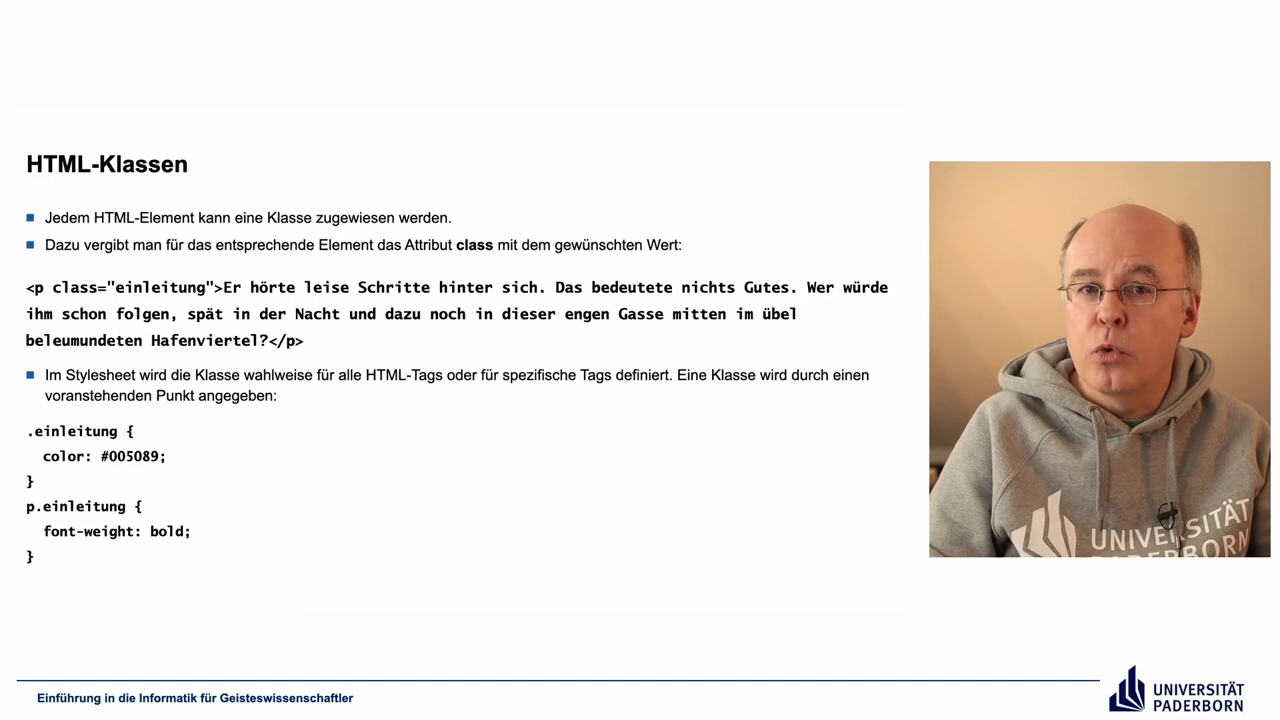 HTML-Klassen
Jedem HTML-Element kann eine Klasse zugewiesen werden.
Dazu vergibt man für das entsprechende Element das Attribut class mit dem gewünschten Wert:
<p class="einleitung">Er hörte leise Schritte hinter sich. Das bedeutete nichts Gutes. Wer würde
ihm schon folgen, spät in der Nacht und dazu noch in dieser engen Gasse mitten im übel
beleumundeten Hafenviertel?</p>
Im Stylesheet wird die Klasse wahlweise für alle HTML-Tags oder für spezifische Tags definiert. Eine Klasse wird durch einen
voranstehenden Punkt angegeben:
.einleitung {
color: #005089;
}
p.einleitung {
font-weight: bold;
}
UNIVERSITÄT
PADERBORN
Einführung in die Informatik für Geisteswissenschaftler
UNIVERSITÄT
PADERBORN